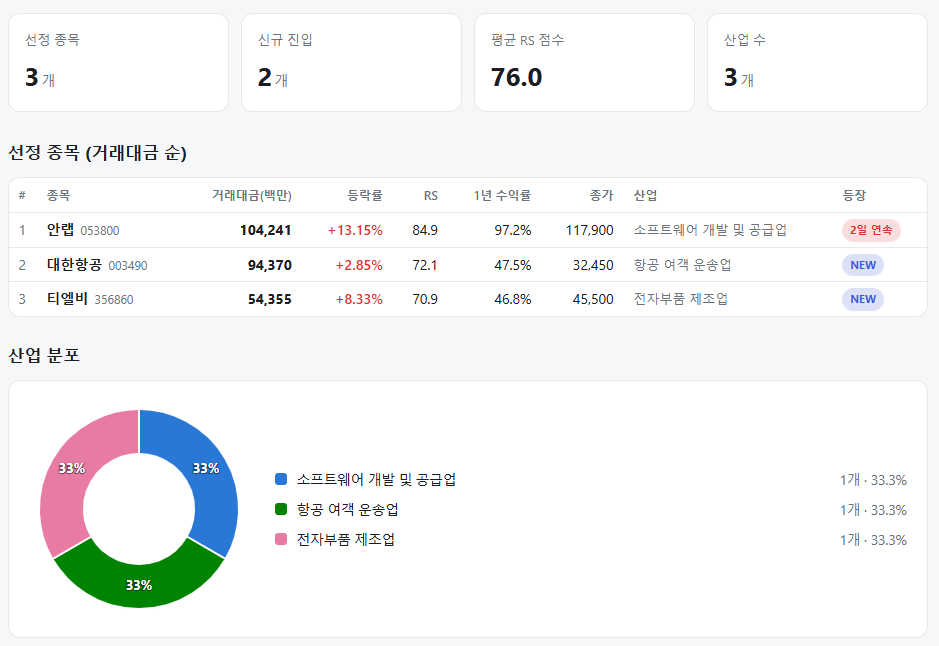 선정 종목 신규 진입 평균 RS 점수 산업 수
3 개 2 개 76.0 3 개
선정 종목 (거래대금 순)
# 종목 거래대금(백만) 등락률 RS 1년 수익률 종가 산업 등장
1 안랩 053800 104,241 +13.15% 84.9 97.2% 117,900 소프트웨어 개발 및 공급업 2일 연속
2 대한항공 003490 94,370 +2.85% 72.1 47.5% 32,450 항공 여객 운송업 NEW
3 티엘비 356860 54,355 +8.33% 70.9 46.8% 45,500 전자부품 제조업 NEW
산업 분포
33% 33%
소프트웨어 개발 및 공급업 1개 · 33.3%
항공 여객 운송업 1개 · 33.3%
전자부품 제조업 1개 · 33.3%
33%